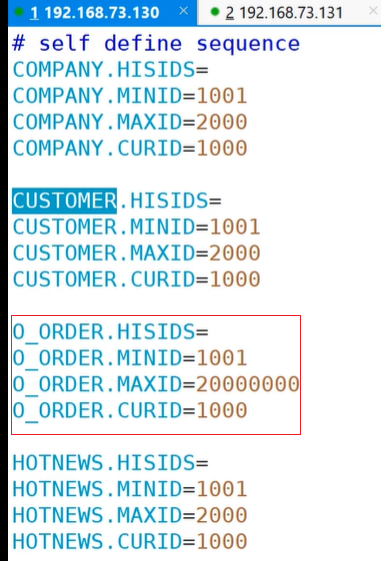 1 192.168.73.130 ×
2 192.168.73.131 ×
# self define sequence
COMPANY.HISIDS=
COMPANY.MINID=1001
COMPANY.MAXID=2000
COMPANY.CURID=1000
CUSTOMER.HISIDS=
CUSTOMER.MINID=1001
CUSTOMER.MAXID=2000
CUSTOMER.CURID=1000
O_ORDER.HISIDS=
O_ORDER.MINID=1001
O_ORDER.MAXID=20000000
O_ORDER.CURID=1000
HOTNEWS.HISIDS=
HOTNEWS.MINID=1001
HOTNEWS.MAXID=2000
HOTNEWS.CURID=1000